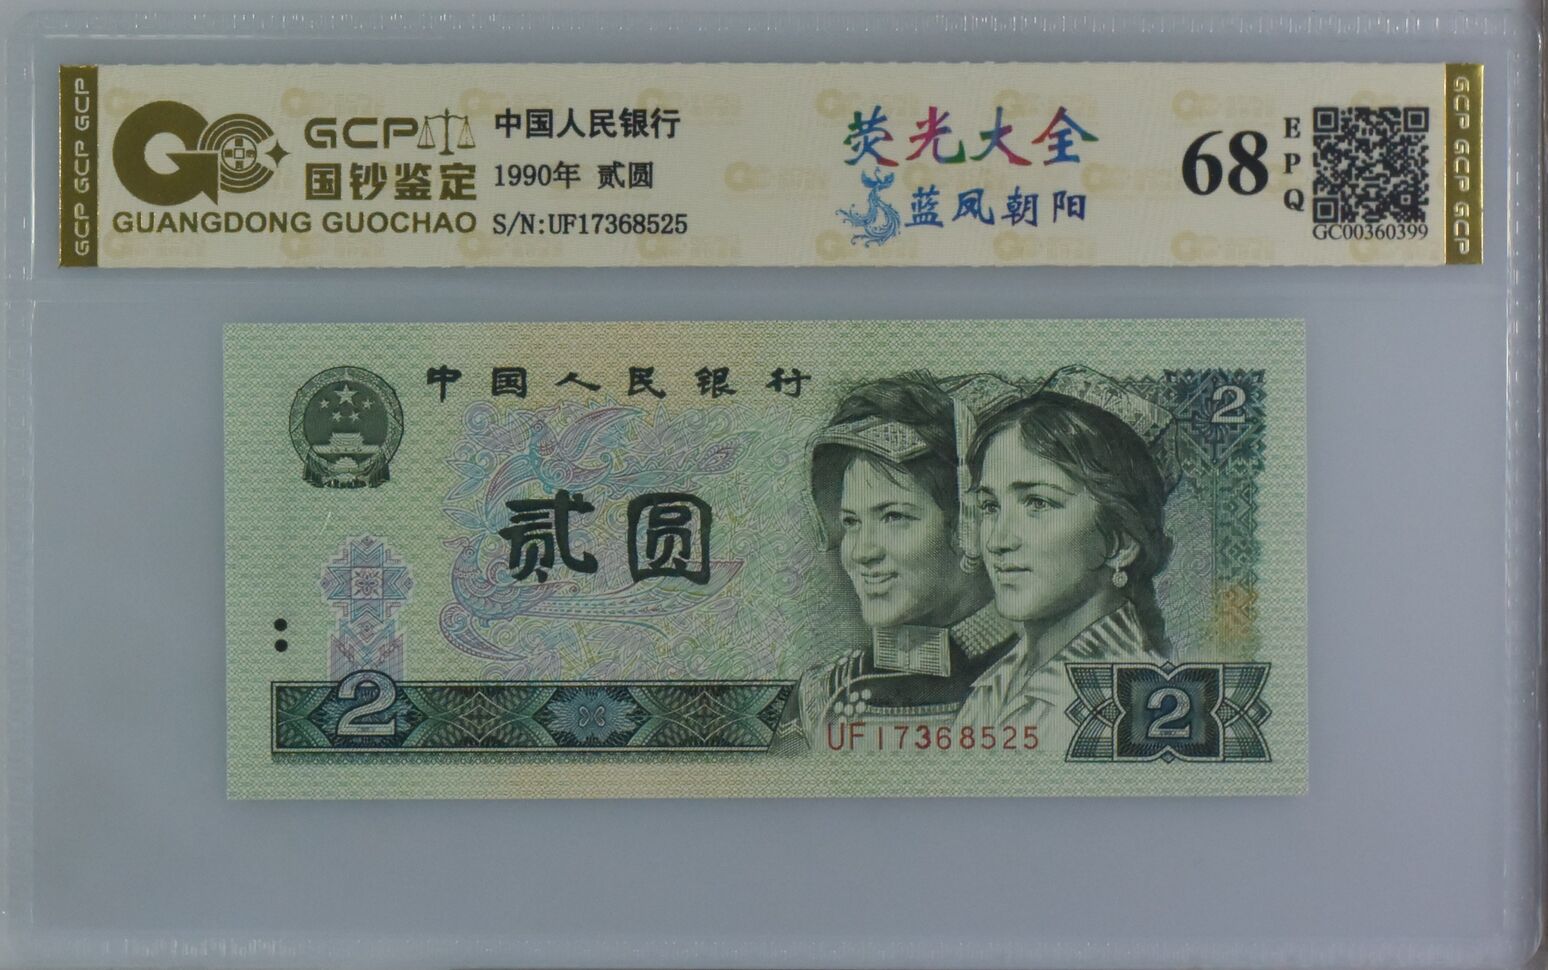 GCP GCP GCP
GCP
国钞鉴定
GUANGDONG GUOCHAO
中国人民银行
1990年 贰圆
S/N:UF17368525
荧光大全
蓝凤朝阳
68
EPQ
GC00360399
GCP GCP GCP
中国人民银行
2
贰圆
2
UF17368525
2